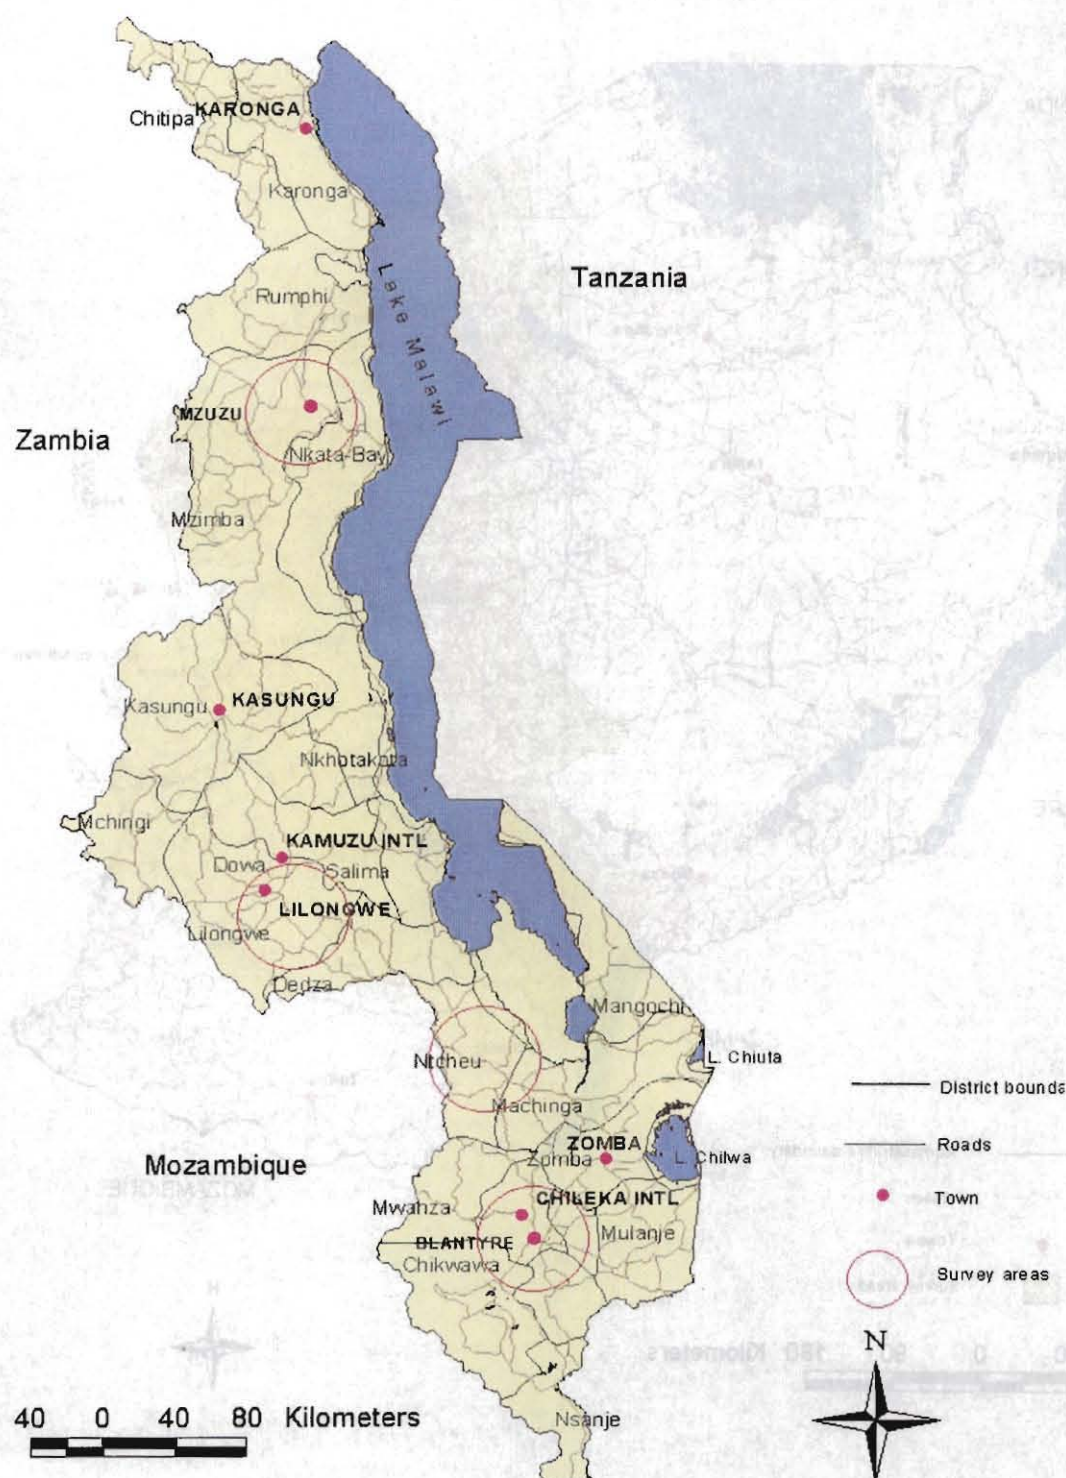 Chitipa
KARONGA
Karonga
Tanzania
Rumphi
Lake Malawi
MZUZU
Zambia
Nkata-Bay
Mzimba
Kasungu
KASUNGU
Nkhotakota
Mchingi
KAMUZU INTL
Dowa
Salima
LILONGWE
Lilongwe
Dedza
Mangochi
Ntcheu
L. Chiuta
District bounda
Machinga
ZOMBA
Roads
Zomba
L. Chilwa
Mozambique
CHILEKA INTL
Town
Mwahza
Mulanje
BLANTYRE
Chikwawa
Survey areas
N
40 0 40 80 Kilometers
Nsanje